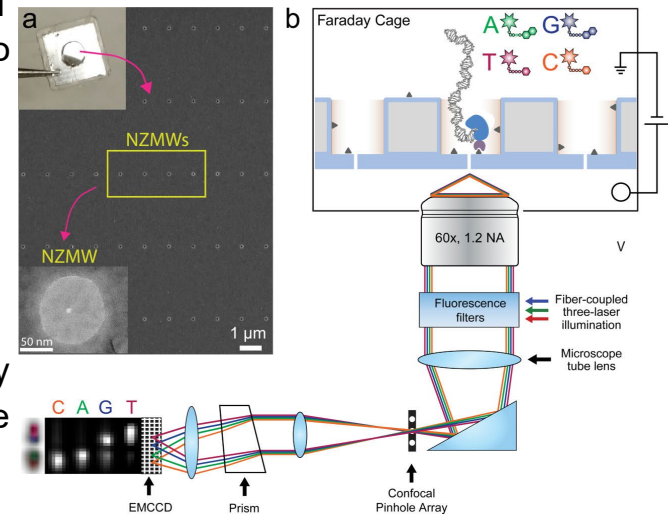 a
NZMWs
NZMW
50 nm
1 µm
b
Faraday Cage
A G
T C
60x, 1.2 NA
V
Fluorescence
filters
Fiber-coupled
three-laser
illumination
Microscope
tube lens
C A G T
EMCCD
Prism
Confocal
Pinhole Array